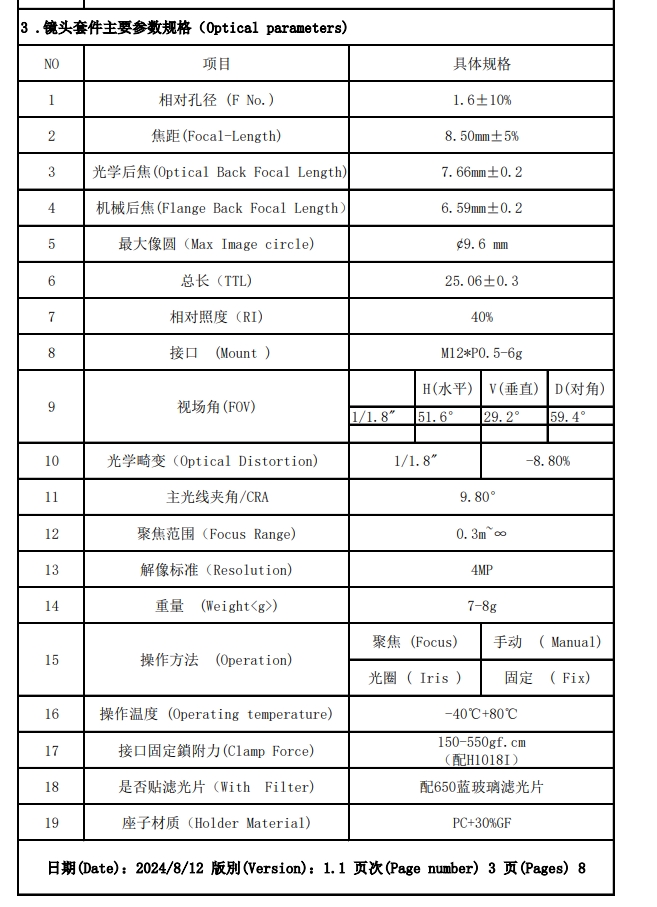 3 .镜头套件主要参数规格（Optical parameters)
NO 项目 具体规格
1 相对孔径 (F No.) 1.6±10%
2 焦距(Focal-Length) 8.50mm±5%
3 光学后焦(Optical Back Focal Length) 7.66mm±0.2
4 机械后焦(Flange Back Focal Length） 6.59mm±0.2
5 最大像圆（Max Image circle) ¢9.6 mm
6 总长（TTL) 25.06±0.3
7 相对照度（RI) 40%
8 接口 (Mount ) M12*P0.5-6g
9 视场角(FOV)
H(水平) V(垂直) D(对角)
1/1.8″ 51.6° 29.2° 59.4°
10 光学畸变（Optical Distortion) 1/1.8″ -8.80%
11 主光线夹角/CRA 9.80°
12 聚焦范围（Focus Range) 0.3m~∞
13 解像标准（Resolution) 4MP
14 重量 (Weight<g>) 7-8g
15 操作方法 (Operation)
聚焦 (Focus) 手动 ( Manual)
光圈 ( Iris ) 固定 ( Fix)
16 操作温度 (Operating temperature) -40℃+80℃
17 接口固定鎖附力(Clamp Force) 150-550gf.cm
（配H1018I）
18 是否贴滤光片（With Filter) 配650蓝玻璃滤光片
19 座子材质（Holder Material) PC+30%GF
日期(Date): 2024/8/12 版別(Version): 1.1 页次(Page number) 3 页(Pages) 8